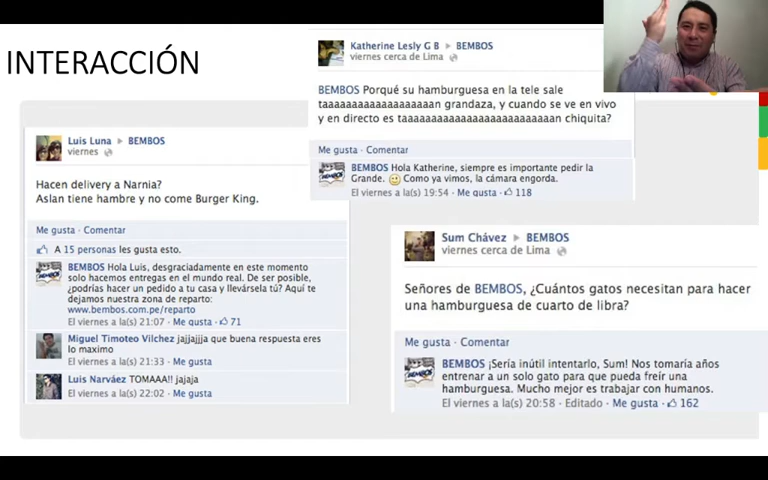 INTERACCIÓN
Luis Luna ▸ BEMBOS
viernes
Hacen delivery a Narnia?
Aslan tiene hambre y no come Burger King.
Me gusta · Comentar
A 15 personas les gusta esto.
BEMBOS Hola Luis, desgraciadamente en este momento
solo hacemos entregas en el mundo real. De ser posible,
¿podrías hacer un pedido a tu casa y llevársela tú? Aquí te
dejamos nuestra zona de reparto:
www.bembos.com.pe/reparto
El viernes a la(s) 21:07 · Me gusta · 71
Miguel Timoteo Vilchez jajjajjja que buena respuesta eres
lo maximo
El viernes a la(s) 21:33 · Me gusta
Luis Narváez TOMAAA!! jajaja
El viernes a la(s) 22:02 · Me gusta
Katherine Lesly G B ▸ BEMBOS
viernes cerca de Lima
BEMBOS Porqué su hamburguesa en la tele sale
taaaaaaaaaaaaaaaaaaan grandaza, y cuando se ve en vivo
y en directo es taaaaaaaaaaaaaaaaaaaaaaaaaan chiquita?
Me gusta · Comentar
BEMBOS Hola Katherine, siempre es importante pedir la
Grande. Como ya vimos, la cámara engorda.
El viernes a la(s) 19:54 · Me gusta · 118
Sum Chávez ▸ BEMBOS
viernes cerca de Lima
Señores de BEMBOS, ¿Cuántos gatos necesitan para hacer
una hamburguesa de cuarto de libra?
Me gusta · Comentar
BEMBOS ¡Sería inútil intentarlo, Sum! Nos tomaría años
entrenar a un solo gato para que pueda freír una
hamburguesa. Mucho mejor es trabajar con humanos.
El viernes a la(s) 20:58 · Editado · Me gusta · 162